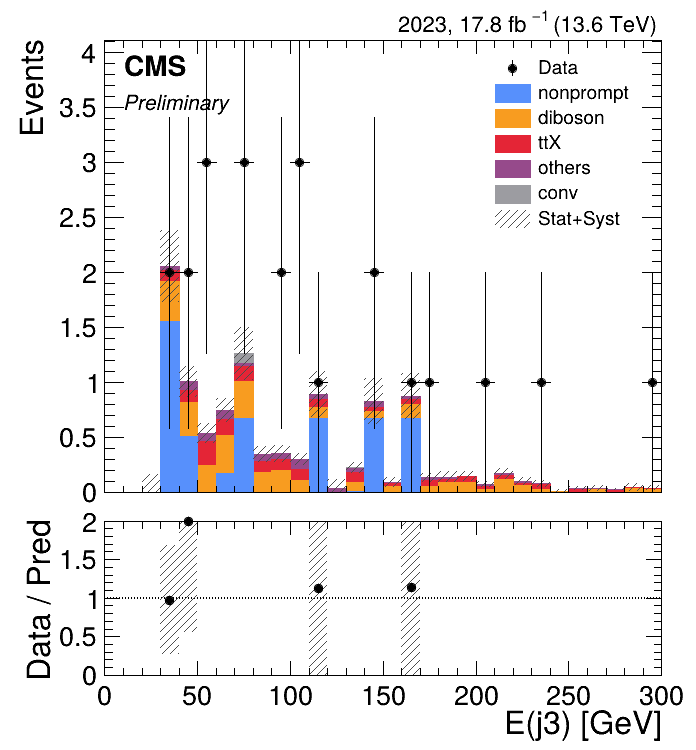 2023, 17.8 fb⁻¹ (13.6 TeV)
CMS
Preliminary
Events
4
3.5
3
2.5
2
1.5
1
0.5
0
Data
nonprompt
diboson
ttX
others
conv
Stat+Syst
Data / Pred
2
1.5
1
0.5
0
0 50 100 150 200 250 300
E(j3) [GeV]